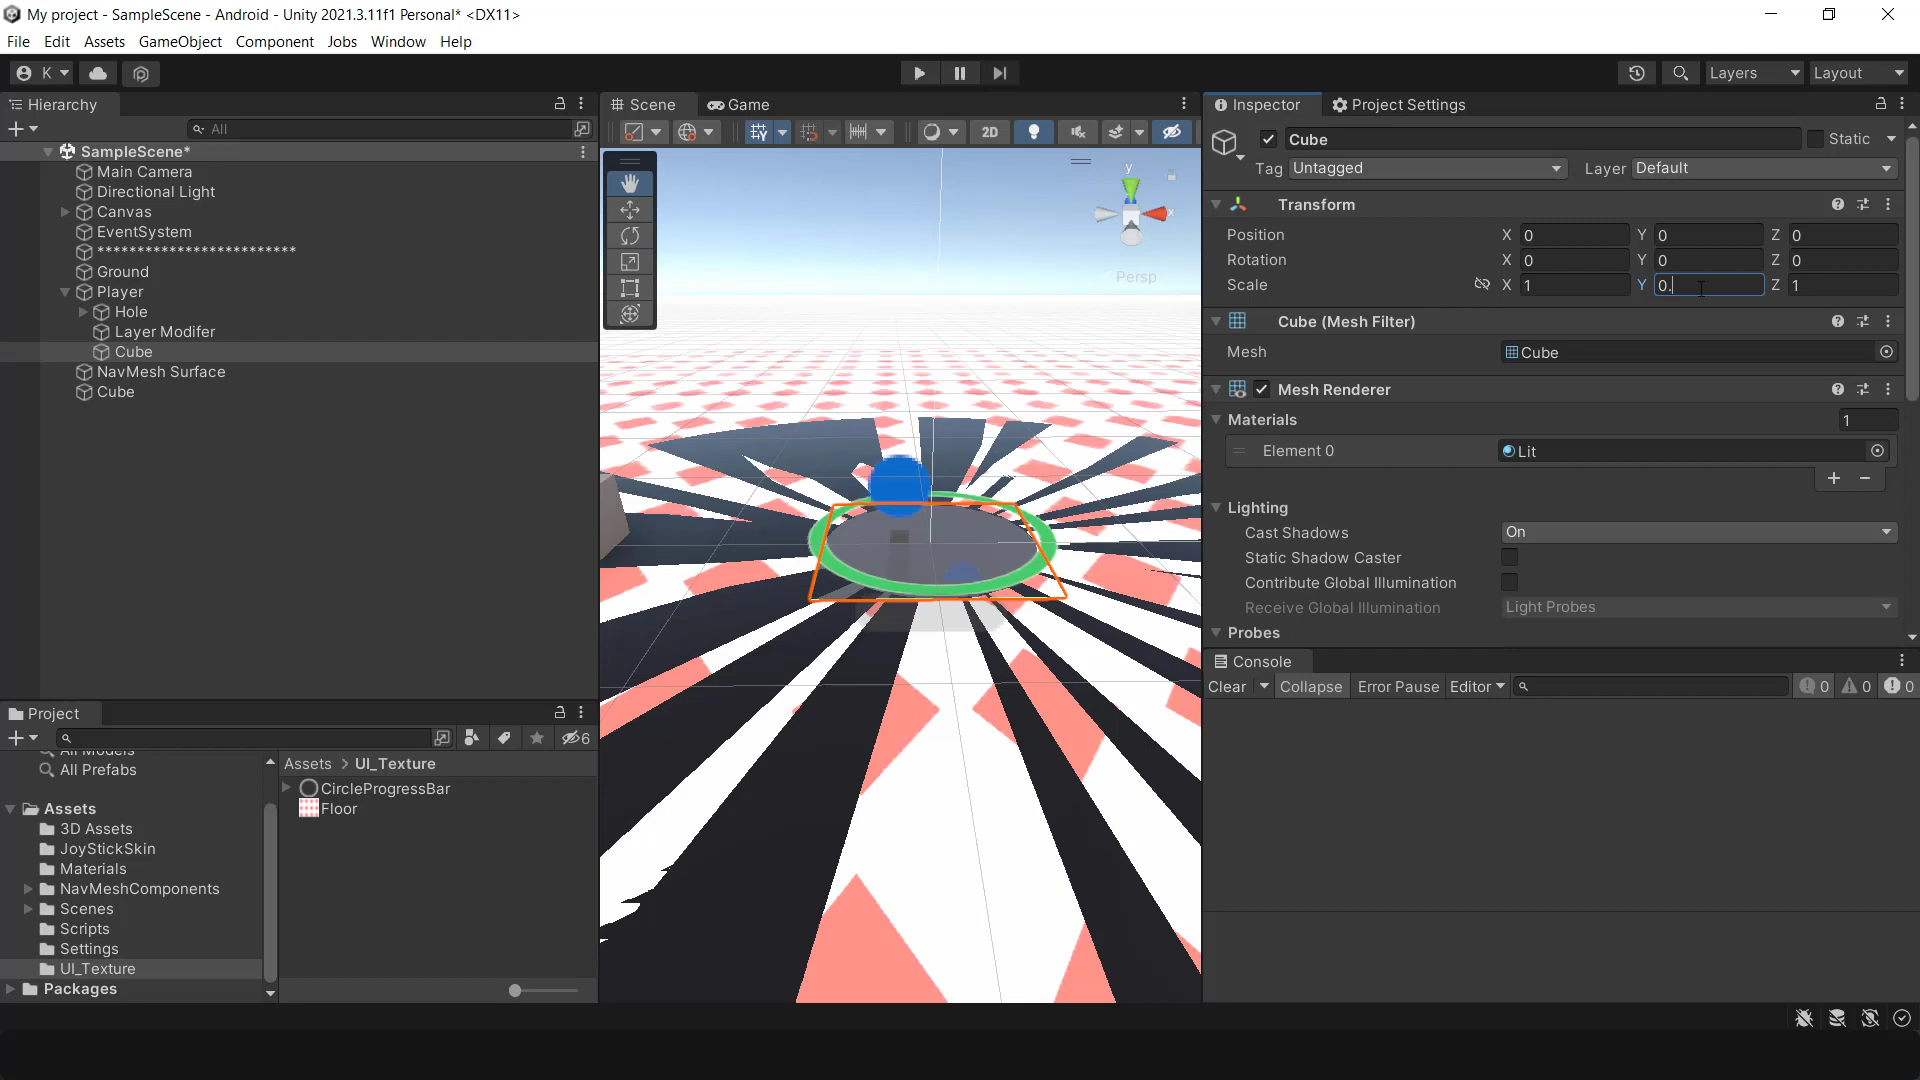 My project - SampleScene - Android - Unity 2021.3.11f1 Personal* <DX11>
File Edit Assets GameObject Component Jobs Window Help
K Layers Layout
Hierarchy
All
SampleScene*
Main Camera
Directional Light
Canvas
EventSystem
*************************
Ground
Player
Hole
Layer Modifer
Cube
NavMesh Surface
Cube
Scene Game
2D
y
x
Persp
Inspector Project Settings
Cube Static
Tag Untagged Layer Default
Transform
Position X 0 Y 0 Z 0
Rotation X 0 Y 0 Z 0
Scale X 1 Y 0. Z 1
Cube (Mesh Filter)
Mesh Cube
Mesh Renderer
Materials 1
Element 0 Lit
Lighting
Cast Shadows On
Static Shadow Caster
Contribute Global Illumination
Receive Global Illumination Light Probes
Probes
Console
Clear Collapse Error Pause Editor 0 0 0
Project
6
All Models
All Prefabs
Assets
3D Assets
JoyStickSkin
Materials
NavMeshComponents
Scenes
Scripts
Settings
UI_Texture
Packages
Assets > UI_Texture
CircleProgressBar
Floor